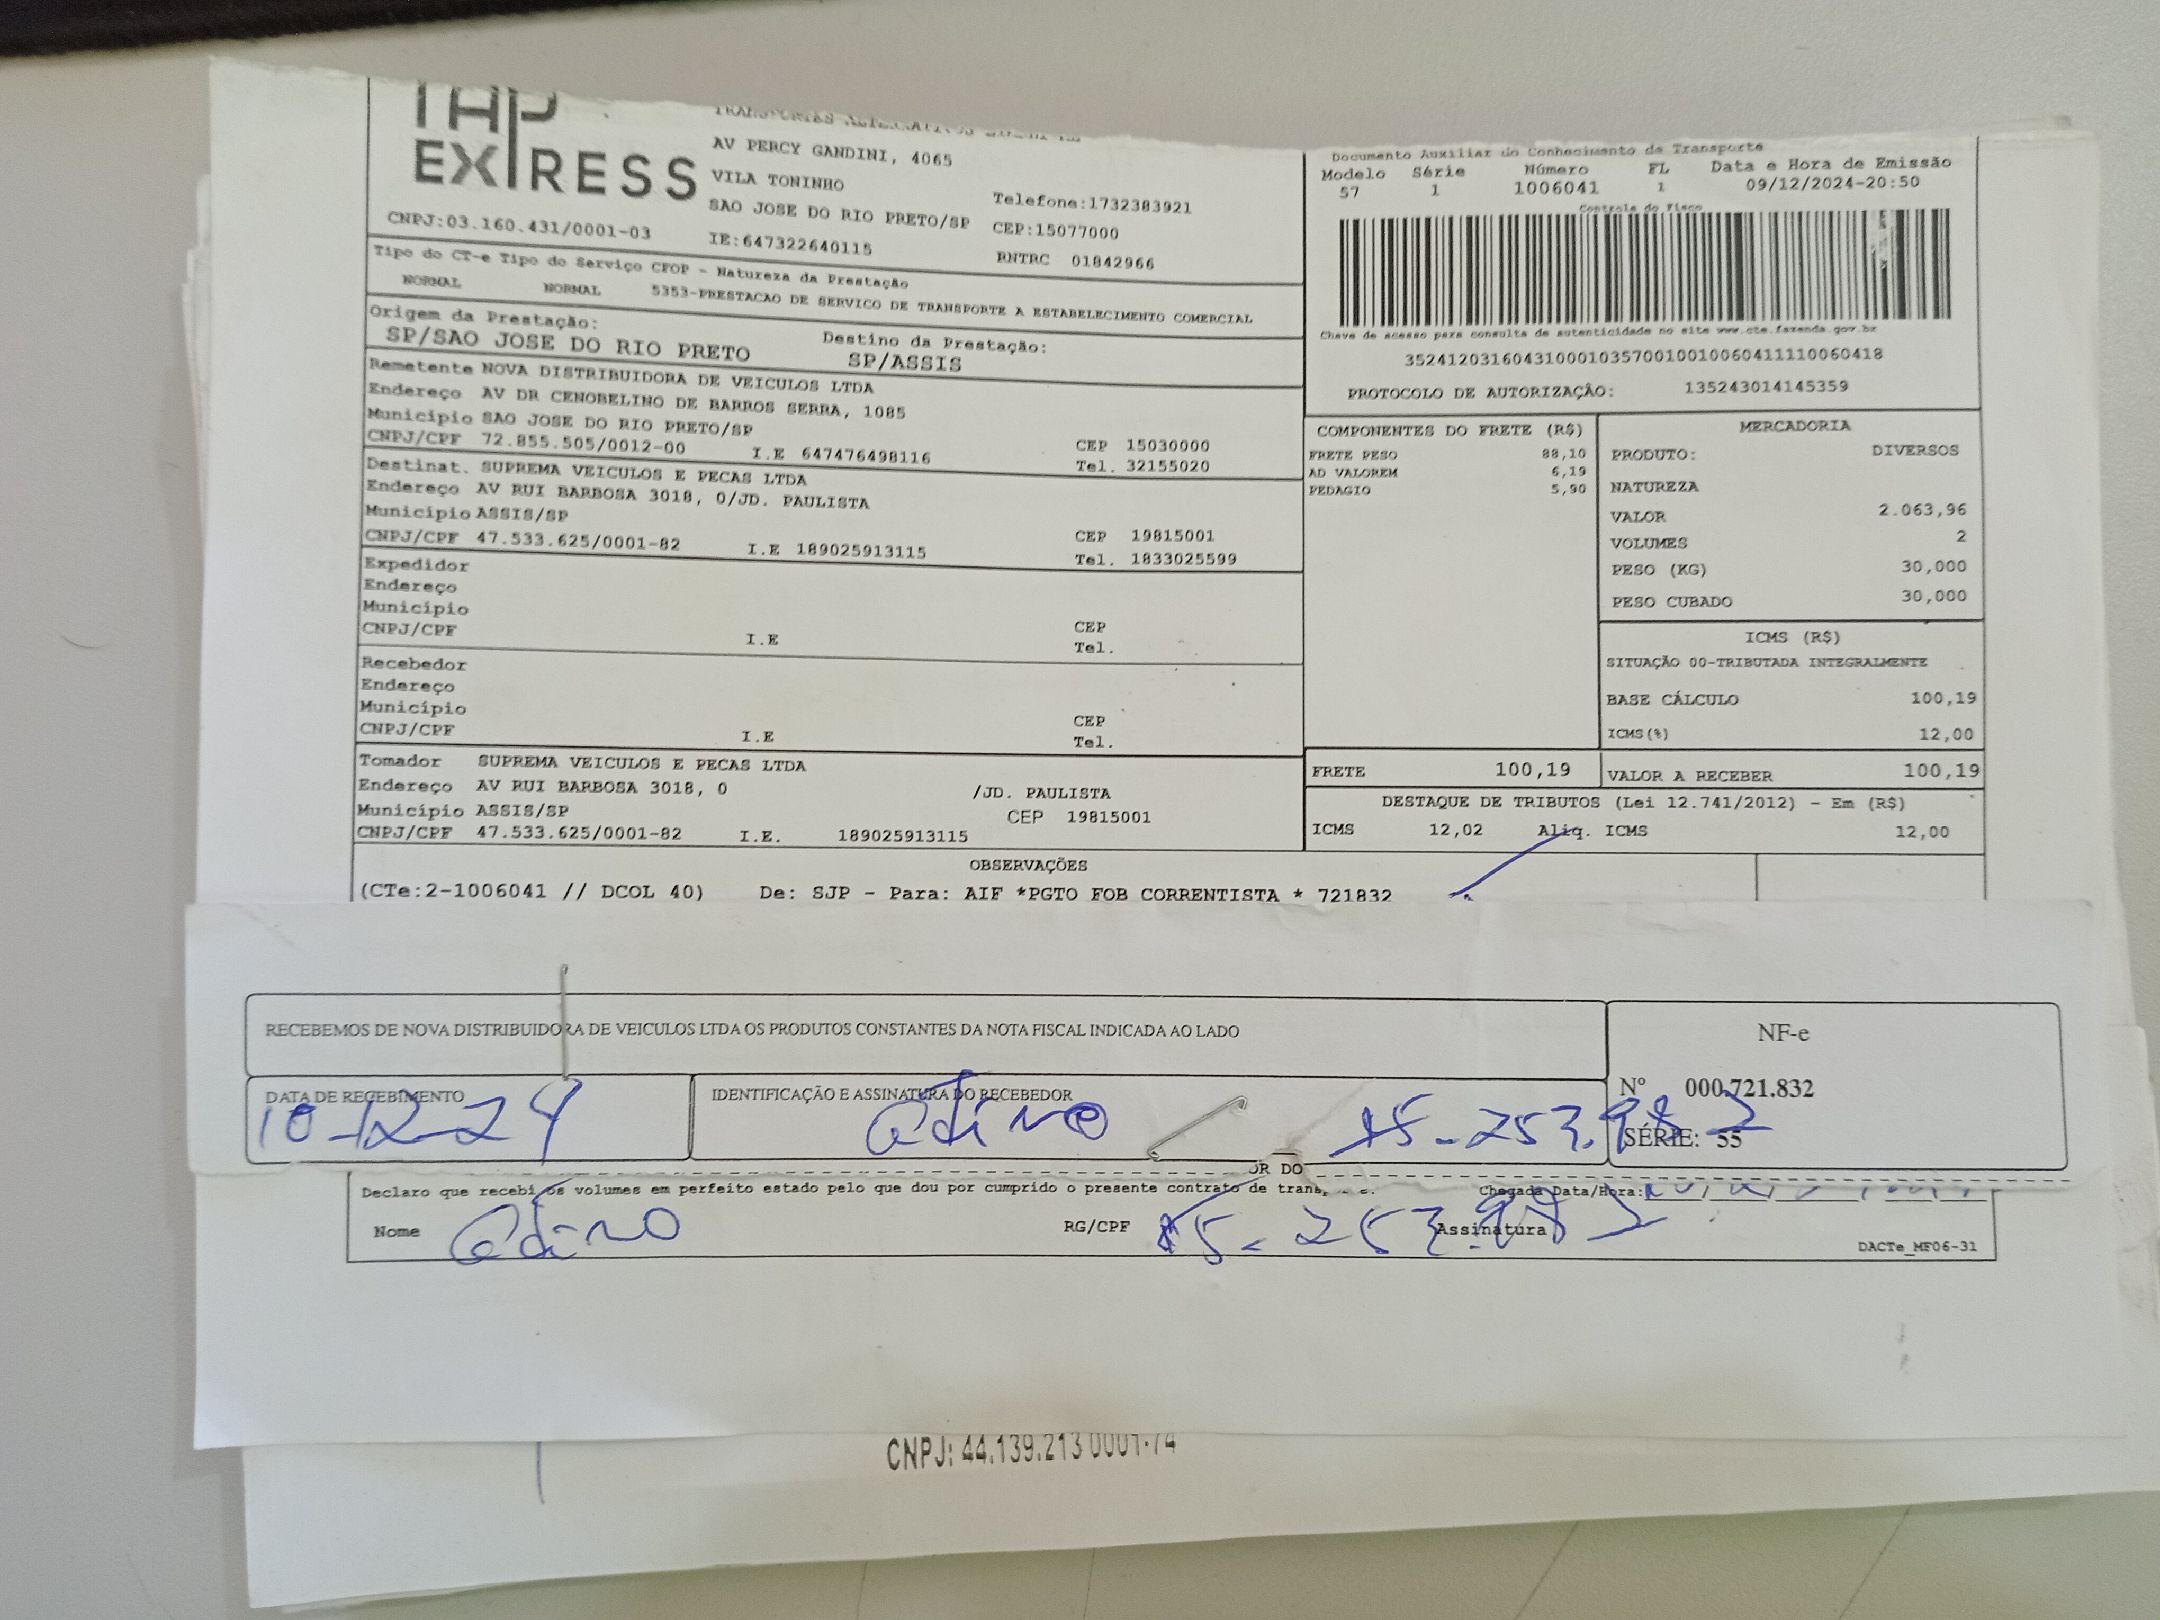 TAP
EXPRESS
TRANSPORTES
AV PERCY GANDINI, 4065
VILA TONINHO
SAO JOSE DO RIO PRETO/SP
Telefone:1732383921
CNPJ:03.160.431/0001-03
IE:647322640115
CEP:15077000
RNTRC 01842966
Documento Auxiliar do Conhecimento de Transporte
Modelo Série Número FL Data e Hora de Emissão
57 1 1006041 1 09/12/2024-20:50
Controle do Fisco
Chave de acesso para consulta de autenticidade no site www.cte.fazenda.gov.br
35241203160431000103570010010060411110060418
PROTOCOLO DE AUTORIZAÇÃO: 135243014145359
Tipo do CT-e Tipo do Serviço CFOP - Natureza da Prestação
NORMAL NORMAL 5353-PRESTACAO DE SERVICO DE TRANSPORTE A ESTABELECIMENTO COMERCIAL
Origem da Prestação: Destino da Prestação:
SP/SAO JOSE DO RIO PRETO SP/ASSIS
Remetente NOVA DISTRIBUIDORA DE VEICULOS LTDA
Endereço AV DR CENOBELINO DE BARROS SERRA, 1085
Município SAO JOSE DO RIO PRETO/SP CEP 15030000
CNPJ/CPF 72.855.505/0012-00 I.E 647476498116 Tel. 32155020
Destinat. SUPREMA VEICULOS E PECAS LTDA
Endereço AV RUI BARBOSA 3018, 0/JD. PAULISTA
Município ASSIS/SP CEP 19815001
CNPJ/CPF 47.533.625/0001-82 I.E 189025913115 Tel. 1833025599
Expedidor
Endereço
Município CEP
CNPJ/CPF I.E Tel.
Recebedor
Endereço
Município CEP
CNPJ/CPF I.E Tel.
Tomador SUPREMA VEICULOS E PECAS LTDA
Endereço AV RUI BARBOSA 3018, 0 /JD. PAULISTA
Município ASSIS/SP CEP 19815001
CNPJ/CPF 47.533.625/0001-82 I.E. 189025913115
COMPONENTES DO FRETE (R$)
FRETE PESO 88,10
AD VALOREM 6,19
PEDAGIO 5,90
MERCADORIA
PRODUTO: DIVERSOS
NATUREZA
VALOR 2.063,96
VOLUMES 2
PESO (KG) 30,000
PESO CUBADO 30,000
ICMS (R$)
SITUAÇÃO 00-TRIBUTADA INTEGRALMENTE
BASE CÁLCULO 100,19
ICMS(%) 12,00
FRETE 100,19 VALOR A RECEBER 100,19
DESTAQUE DE TRIBUTOS (Lei 12.741/2012) - Em (R$)
ICMS 12,02 Aliq. ICMS 12,00
OBSERVAÇÕES
(CTe:2-1006041 // DCOL 40) De: SJP - Para: AIF *PGTO FOB CORRENTISTA * 721832
RECEBEMOS DE NOVA DISTRIBUIDORA DE VEICULOS LTDA OS PRODUTOS CONSTANTES DA NOTA FISCAL INDICADA AO LADO
NF-e
Nº 000.721.832
SÉRIE: 55
DATA DE RECEBIMENTO IDENTIFICAÇÃO E ASSINATURA DO RECEBEDOR
10-12-24
OR DO
Declaro que recebi os volumes em perfeito estado pelo que dou por cumprido o presente contrato de Chegada Data/Hora:
Nome RG/CPF Assinatura
DACTe_MF06-31
CNPJ: 44.139.213 0001-74